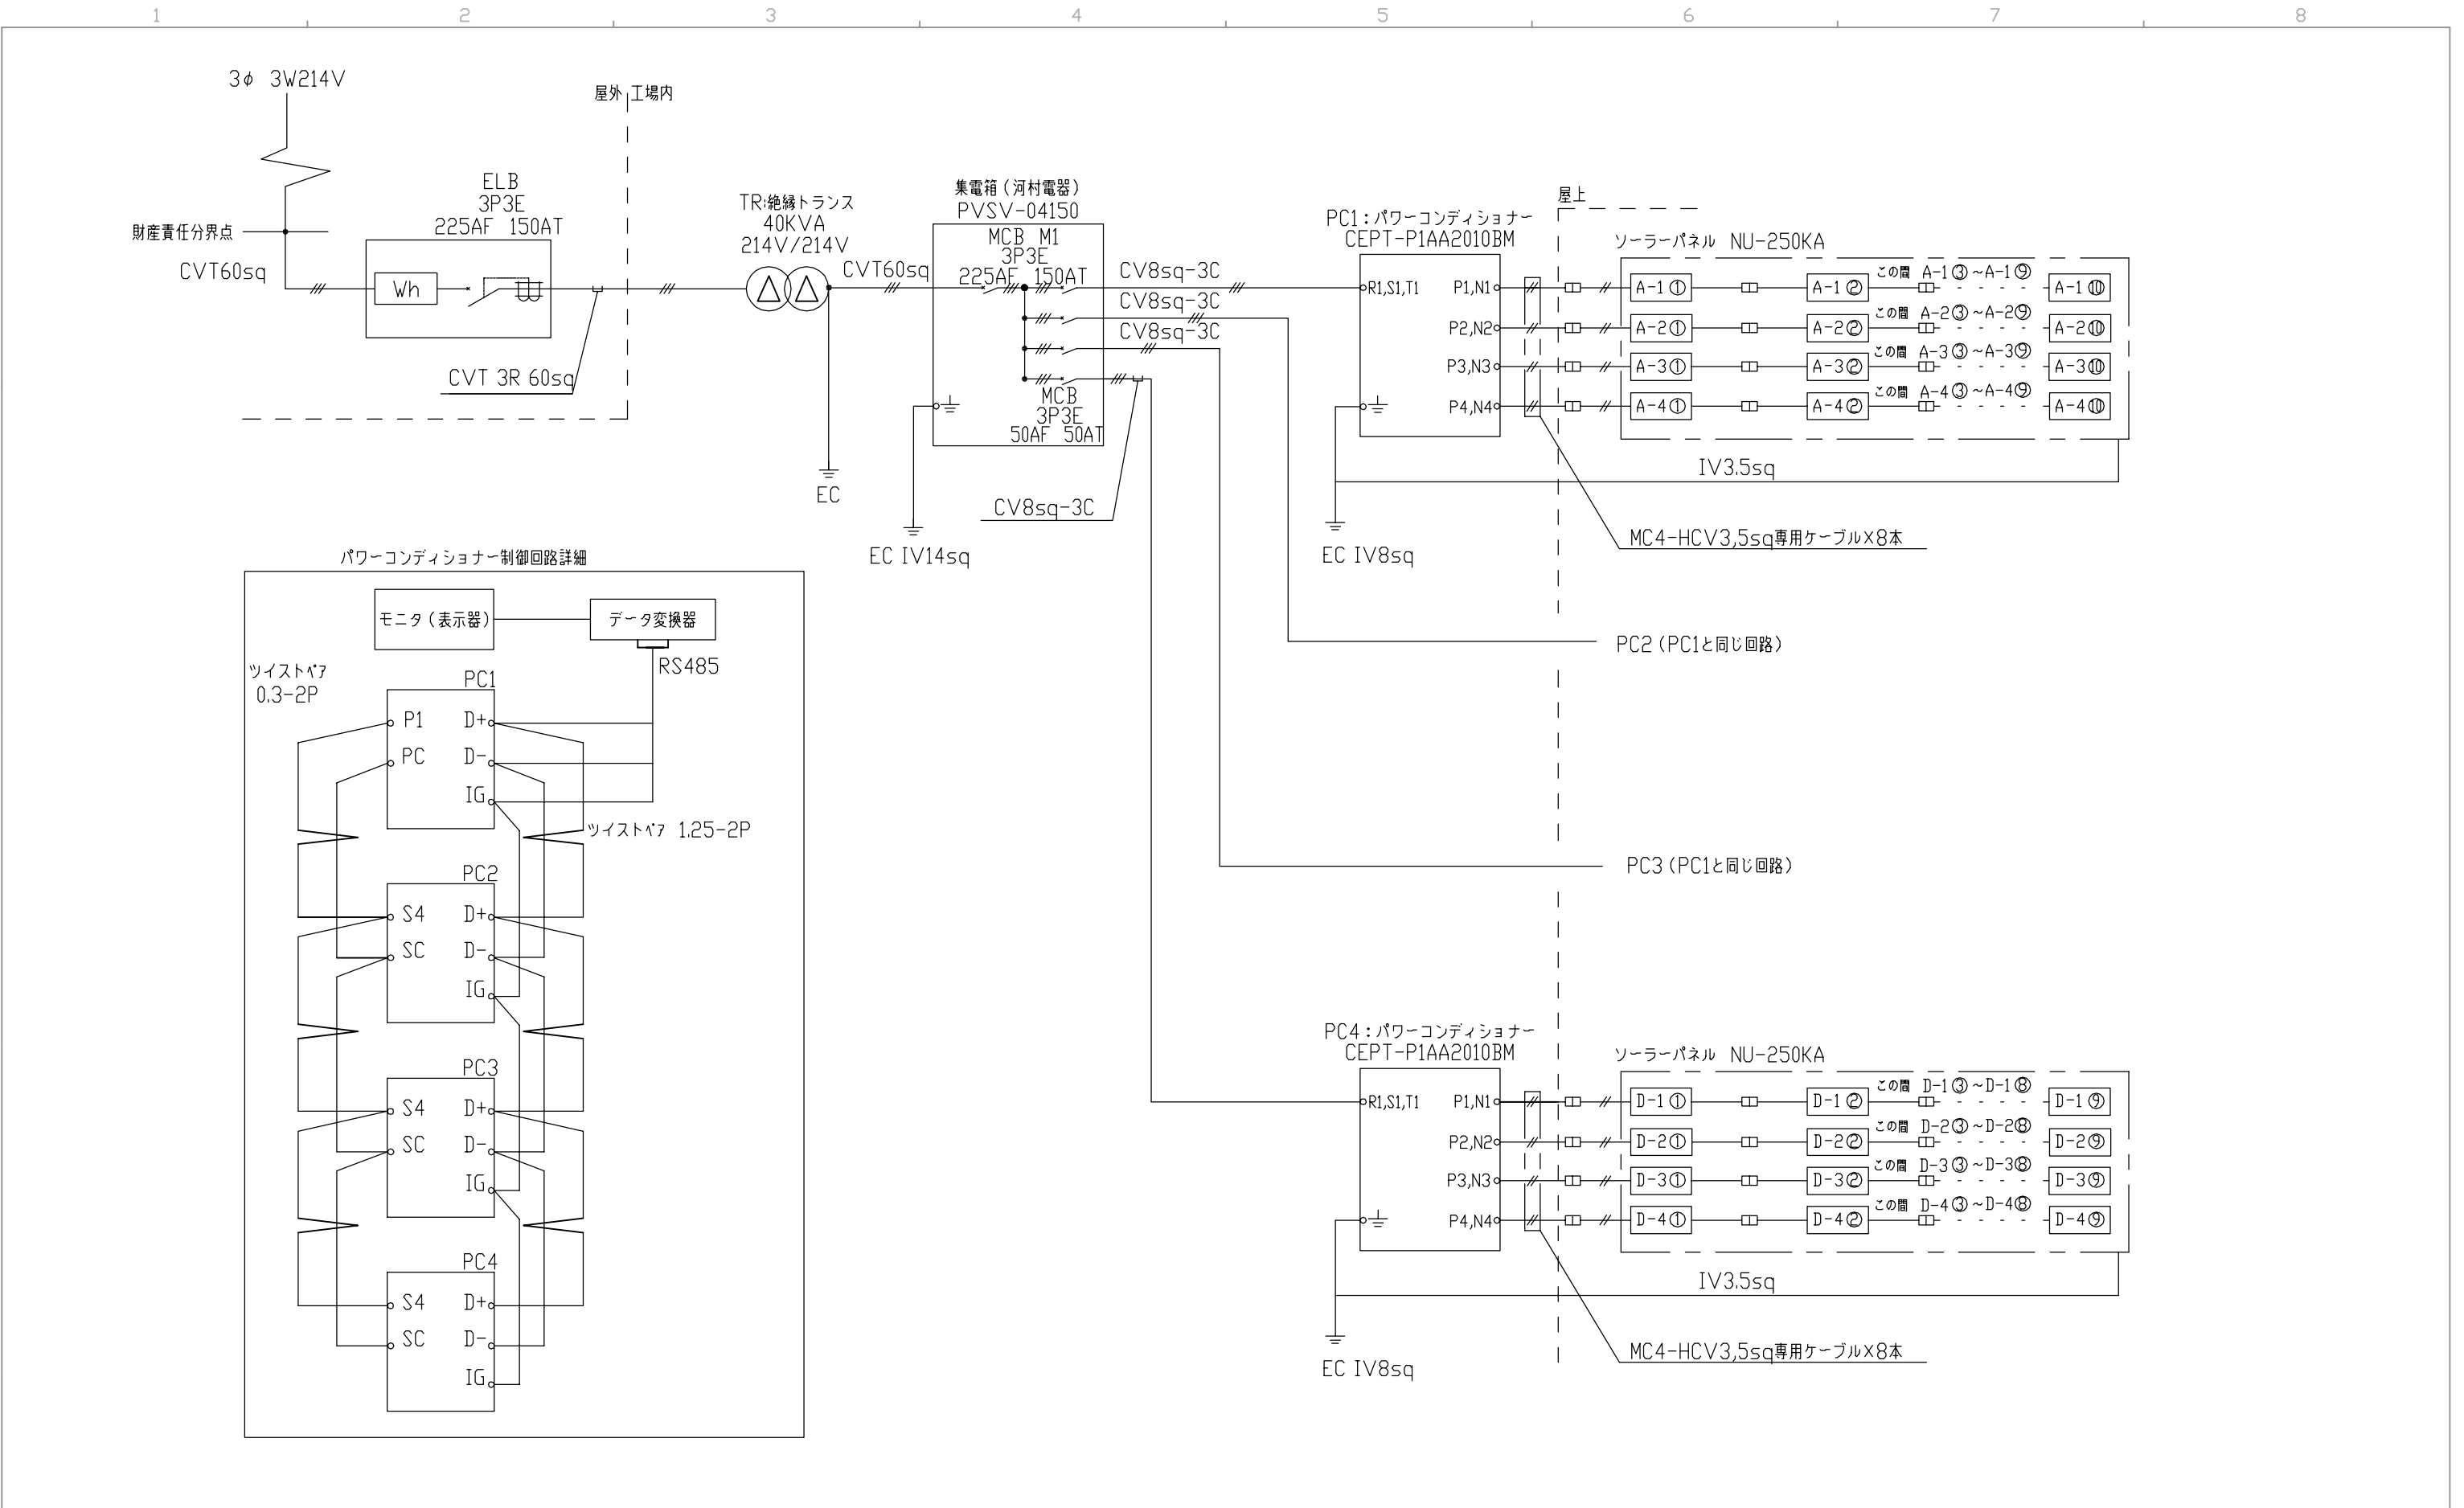 1 2 3 4 5 6 7 8
3φ 3W214V
屋外 工場内
財産責任分界点
CVT60sq
ELB
3P3E
225AF 150AT
Wh
CVT 3R 60sq
TR:絶縁トランス
40KVA
214V/214V
CVT60sq
EC
集電箱(河村電器)
PVSV-04150
MCB M1
3P3E
225AF 150AT
MCB
3P3E
50AF 50AT
CV8sq-3C
CV8sq-3C
CV8sq-3C
CV8sq-3C
EC IV14sq
PC1:パワーコンディショナー
CEPT-P1AA2010BM
R1,S1,T1 P1,N1
P2,N2
P3,N3
P4,N4
EC IV8sq
屋上
ソーラーパネル NU-250KA
A-1① A-1② この間 A-1③~A-1⑨ A-1⑩
A-2① A-2② この間 A-2③~A-2⑨ A-2⑩
A-3① A-3② この間 A-3③~A-3⑨ A-3⑩
A-4① A-4② この間 A-4③~A-4⑨ A-4⑩
IV3.5sq
MC4-HCV3,5sq専用ケーブル×8本
PC2(PC1と同じ回路)
PC3(PC1と同じ回路)
PC4:パワーコンディショナー
CEPT-P1AA2010BM
R1,S1,T1 P1,N1
P2,N2
P3,N3
P4,N4
EC IV8sq
ソーラーパネル NU-250KA
D-1① D-1② この間 D-1③~D-1⑧ D-1⑨
D-2① D-2② この間 D-2③~D-2⑧ D-2⑨
D-3① D-3② この間 D-3③~D-3⑧ D-3⑨
D-4① D-4② この間 D-4③~D-4⑧ D-4⑨
IV3.5sq
MC4-HCV3,5sq専用ケーブル×8本
パワーコンディショナー制御回路詳細
モニタ(表示器) データ変換器
RS485
ツイストペア
0.3-2P
PC1
P1 D+
PC D-
IG
ツイストペア 1.25-2P
PC2
S4 D+
SC D-
IG
PC3
S4 D+
SC D-
IG
PC4
S4 D+
SC D-
IG